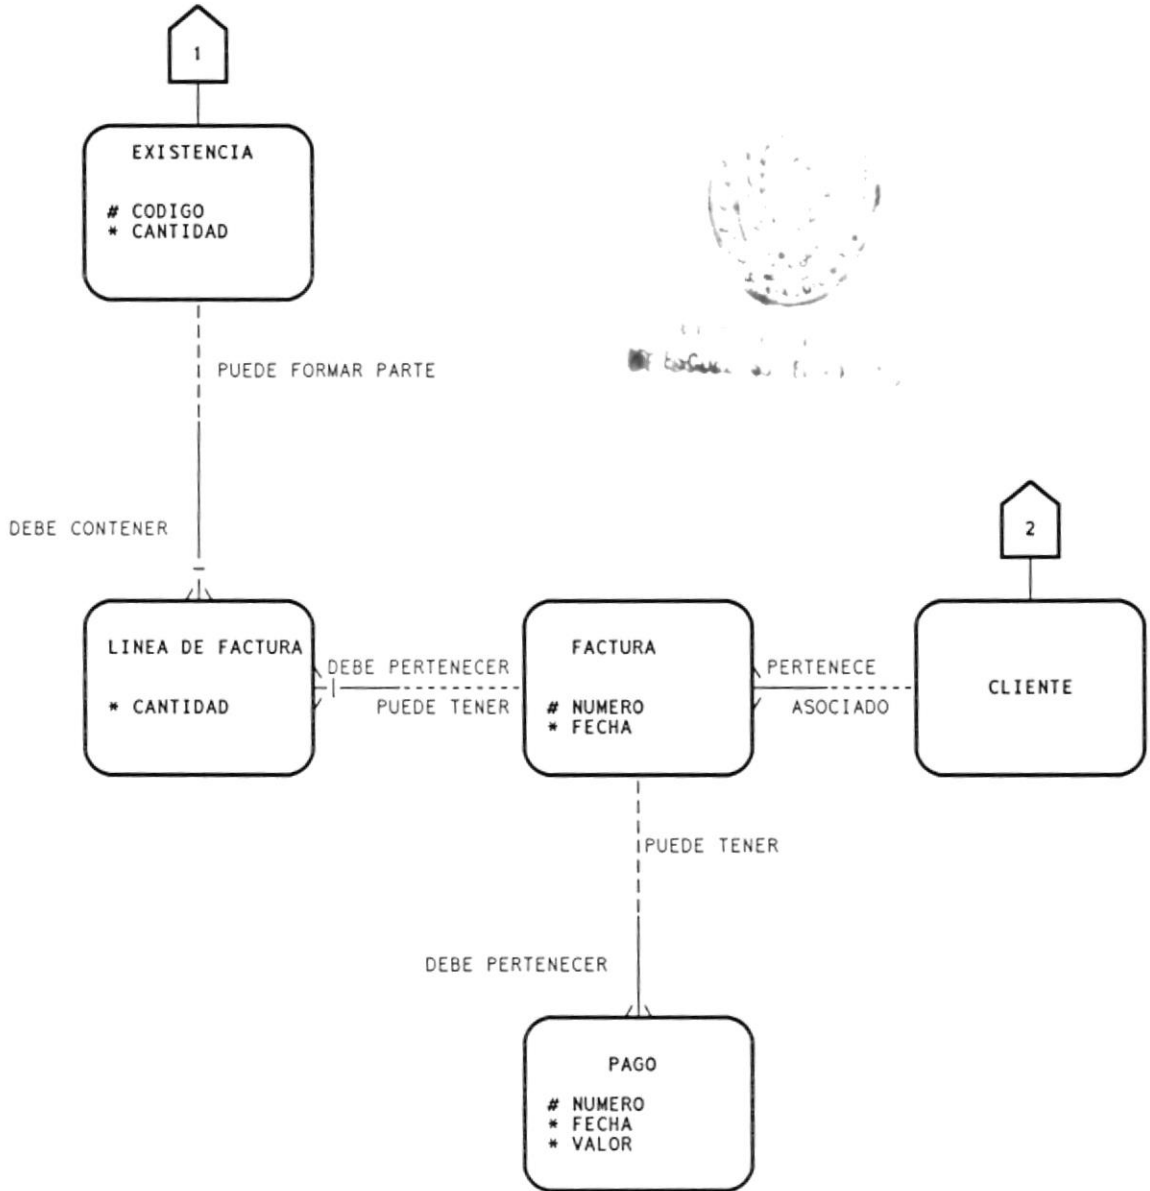 1
EXISTENCIA
# CODIGO
* CANTIDAD
PUEDE FORMAR PARTE
DEBE CONTENER
2
LINEA DE FACTURA
* CANTIDAD
DEBE PERTENECER
PUEDE TENER
FACTURA
# NUMERO
* FECHA
PERTENECE
ASOCIADO
CLIENTE
PUEDE TENER
DEBE PERTENECER
PAGO
# NUMERO
* FECHA
* VALOR